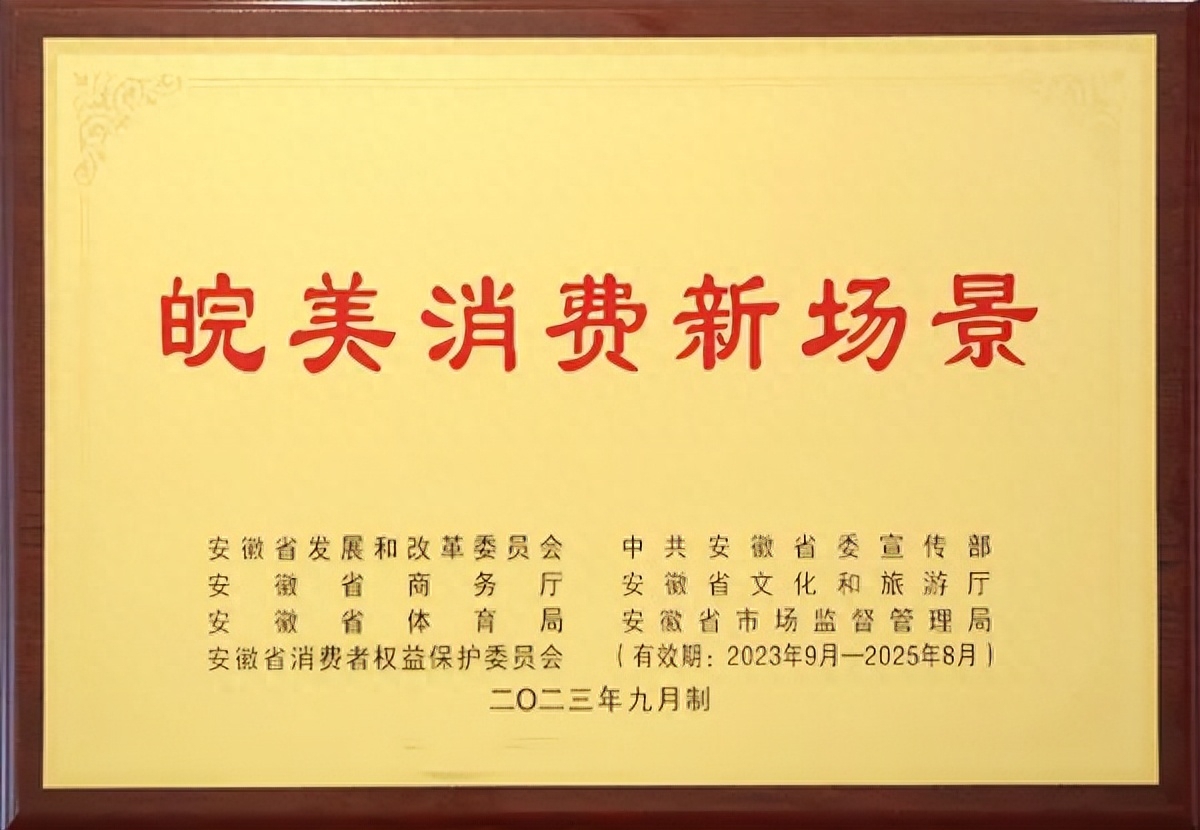 皖美消费新场景
安徽省发展和改革委员会 中共安徽省委宣传部
安徽省商务厅 安徽省文化和旅游厅
安徽省体育局 安徽省市场监督管理局
安徽省消费者权益保护委员会 （有效期：2023年9月—2025年8月）
二〇二三年九月制